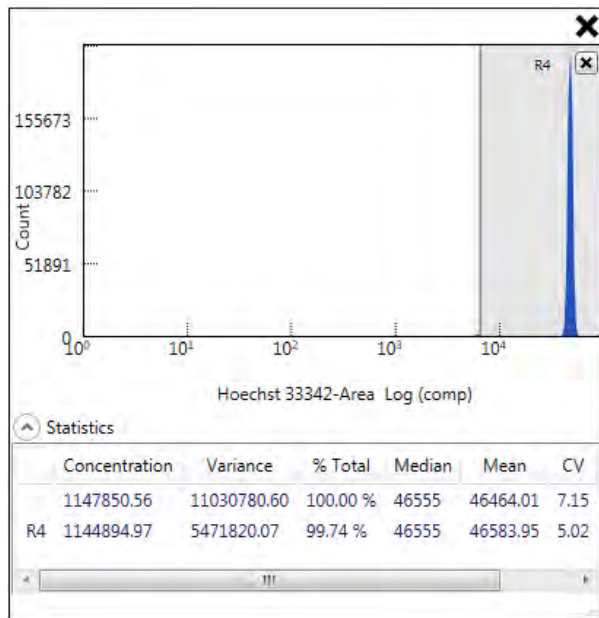 R4
155673
103782
51891
0
Count
10⁰ 10¹ 10² 10³ 10⁴
Hoechst 33342-Area Log (comp)
Statistics
Concentration Variance % Total Median Mean CV
1147850.56 11030780.60 100.00 % 46555 46464.01 7.15
R4 1144894.97 5471820.07 99.74 % 46555 46583.95 5.02